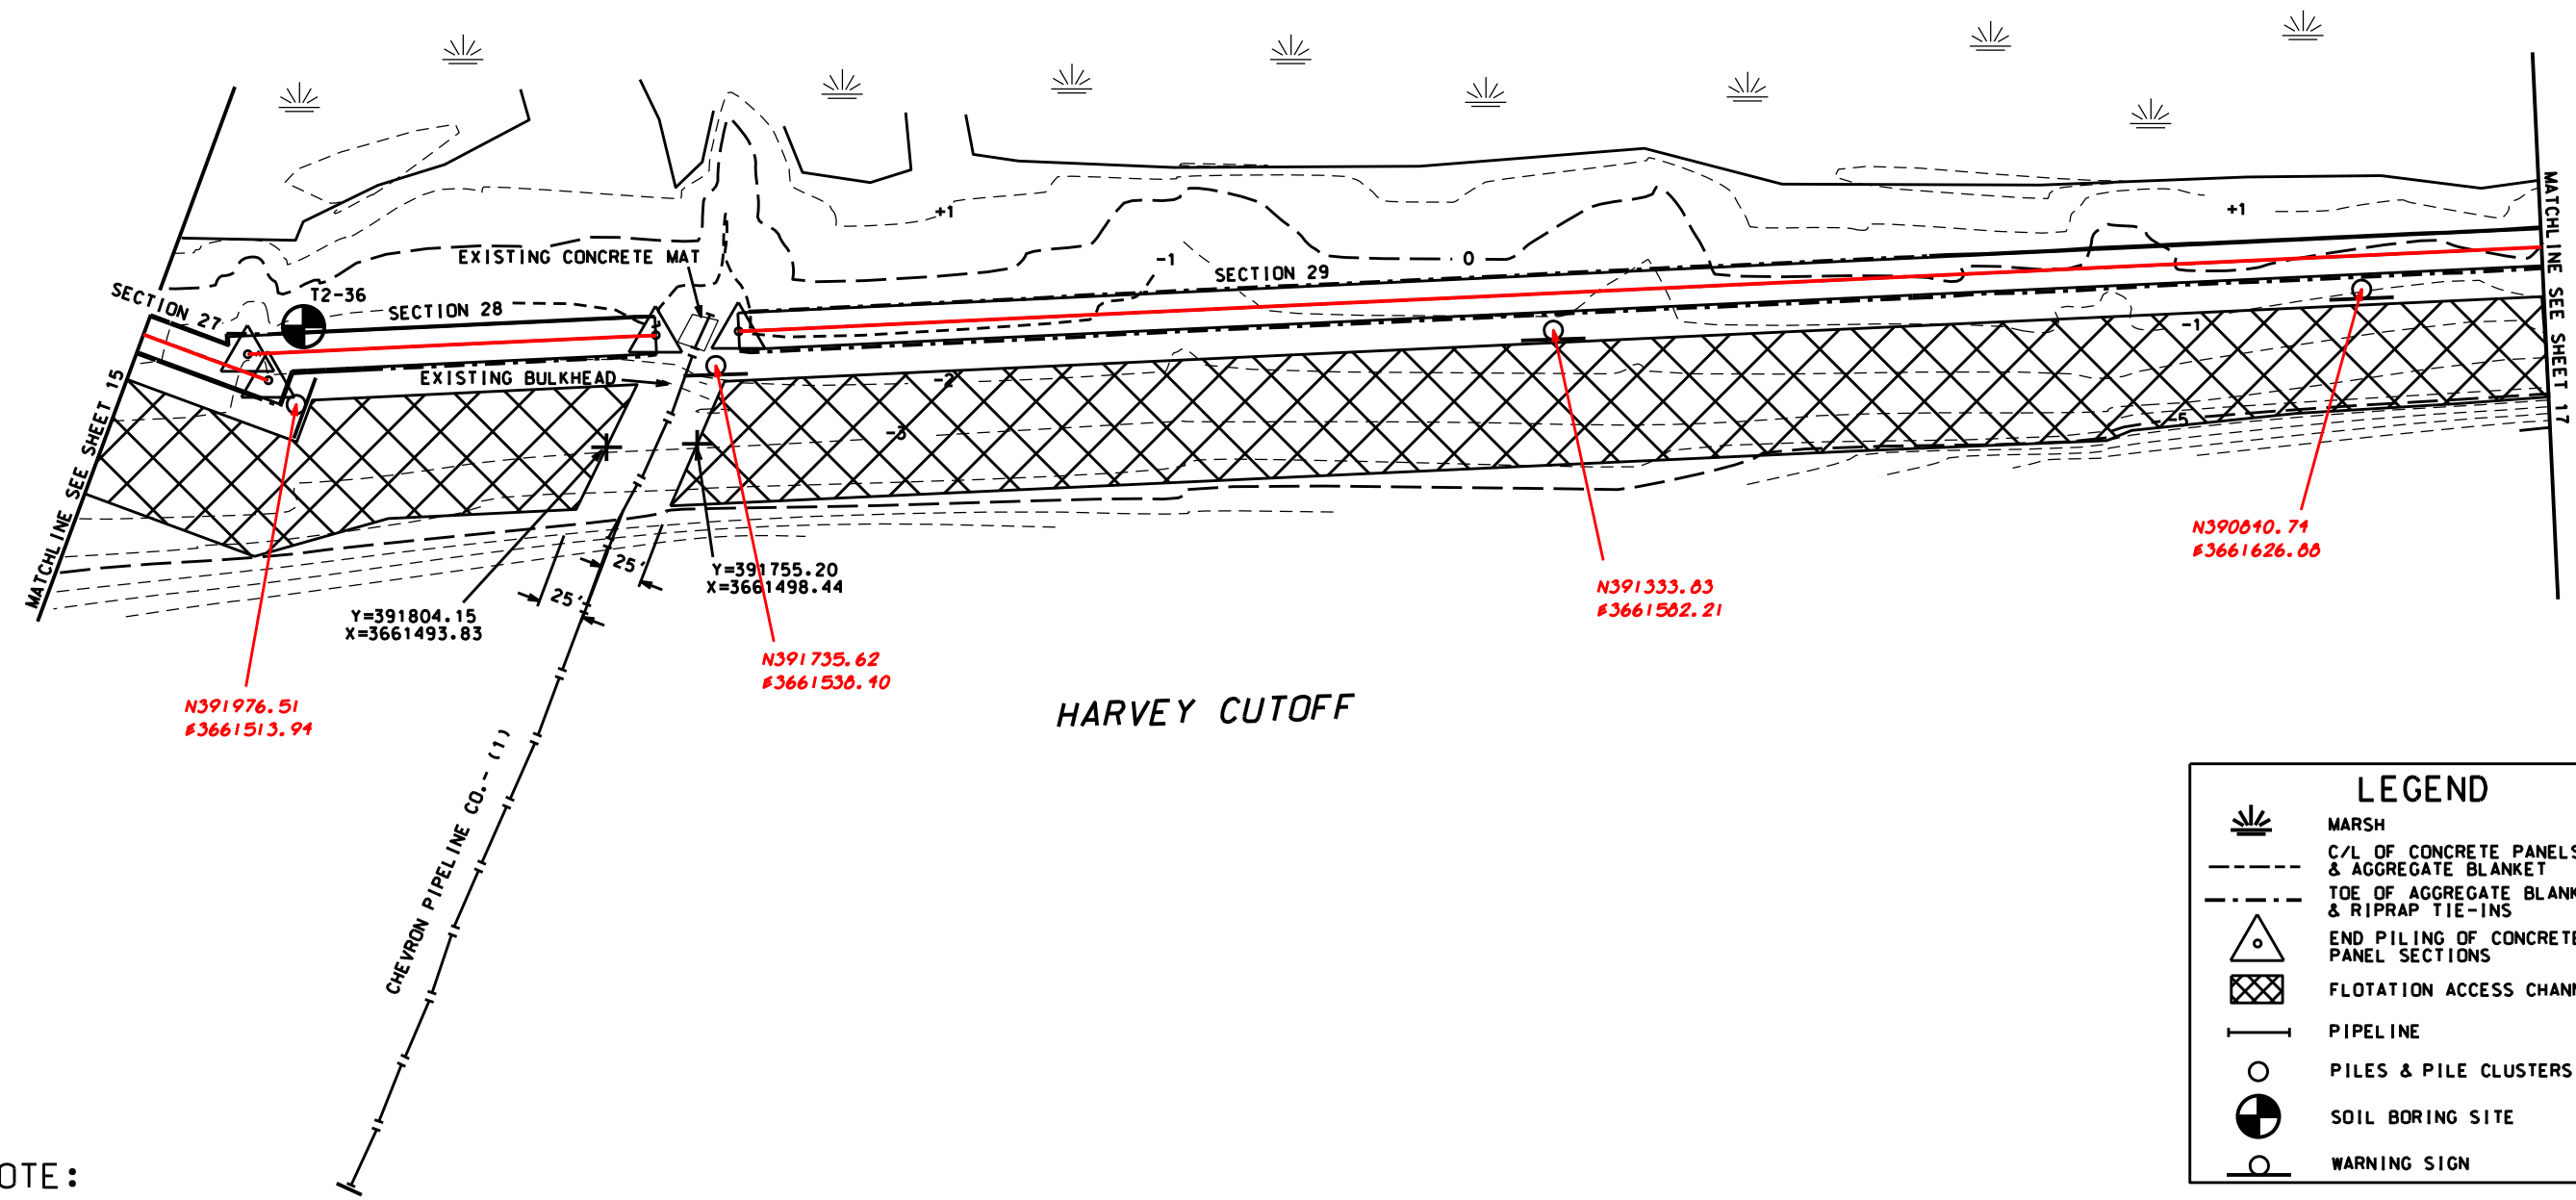 MATCHLINE SEE SHEET 15
SECTION 27
T2-36
SECTION 28
EXISTING CONCRETE MAT
EXISTING BULKHEAD
SECTION 29
+1
-1
0
+1
-1
-2
-3
-5
MATCHLINE SEE SHEET 17
25'
25'
Y=391804.15
X=3661493.83
Y=391755.20
X=3661498.44
N391976.51
E3661513.94
N391735.62
E3661538.40
N391333.83
E3661582.21
N390840.74
E3661626.88
HARVEY CUTOFF
CHEVRON PIPELINE CO.- (1)
OTE:
LEGEND
MARSH
C/L OF CONCRETE PANELS
& AGGREGATE BLANKET
TOE OF AGGREGATE BLANK
& RIPRAP TIE-INS
END PILING OF CONCRETE
PANEL SECTIONS
FLOTATION ACCESS CHANN
PIPELINE
PILES & PILE CLUSTERS
SOIL BORING SITE
WARNING SIGN